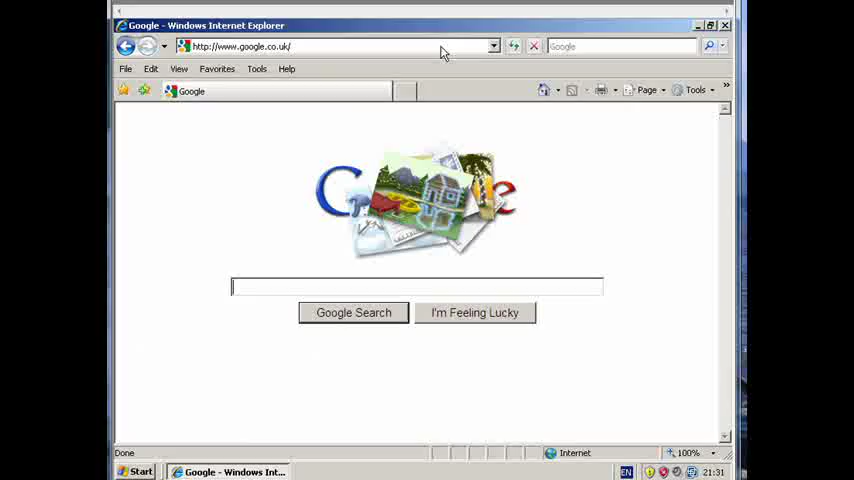 Google - Windows Internet Explorer
http://www.google.co.uk/
Google
File Edit View Favorites Tools Help
Google
Page Tools »
G le
Google Search I'm Feeling Lucky
Done Internet 100%
Start Google - Windows Int... EN 21:31